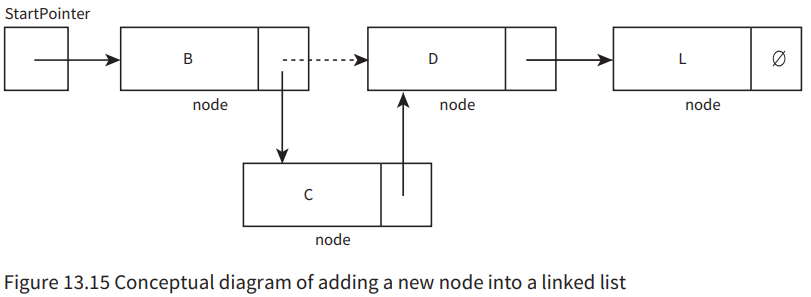 StartPointer
B
D
L
∅
node
node
node
C
node
Figure 13.15 Conceptual diagram of adding a new node into a linked list